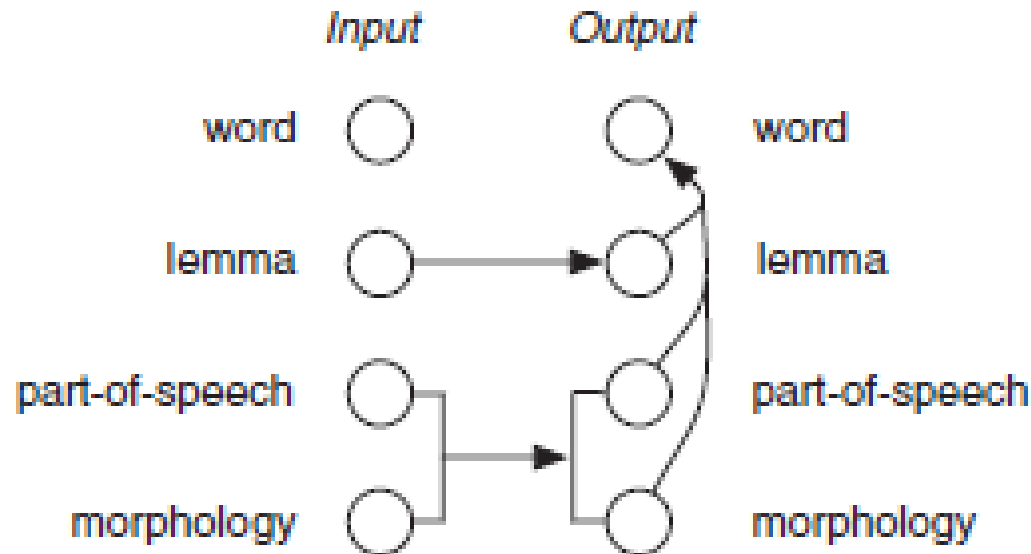 Input Output
word word
lemma lemma
part-of-speech part-of-speech
morphology morphology